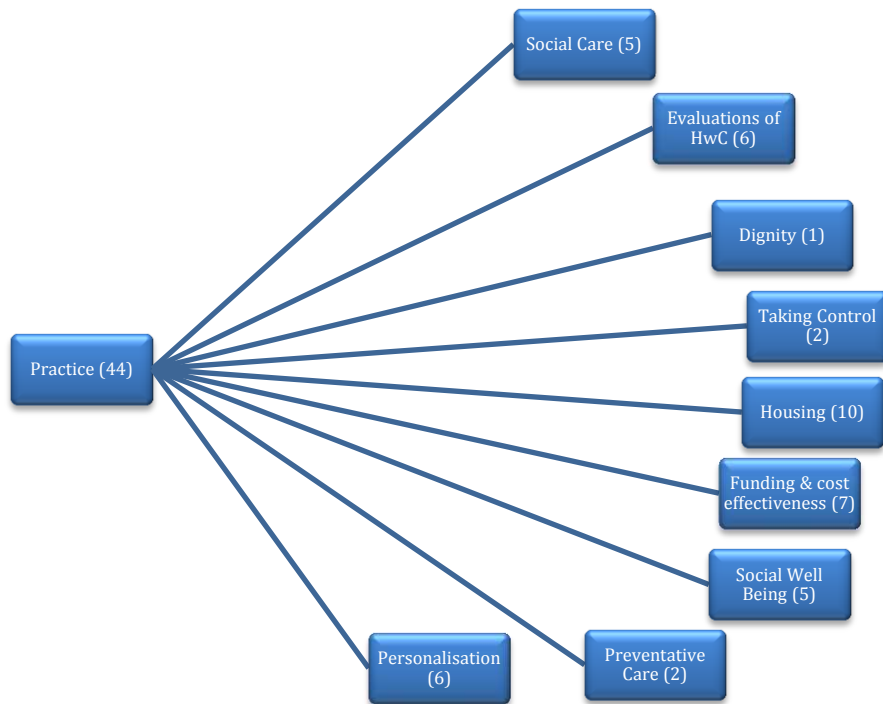 Social Care (5)
Evaluations of
HwC (6)
Dignity (1)
Taking Control
(2)
Practice (44)
Housing (10)
Funding & cost
effectiveness (7)
Social Well
Being (5)
Preventative
Care (2)
Personalisation
(6)